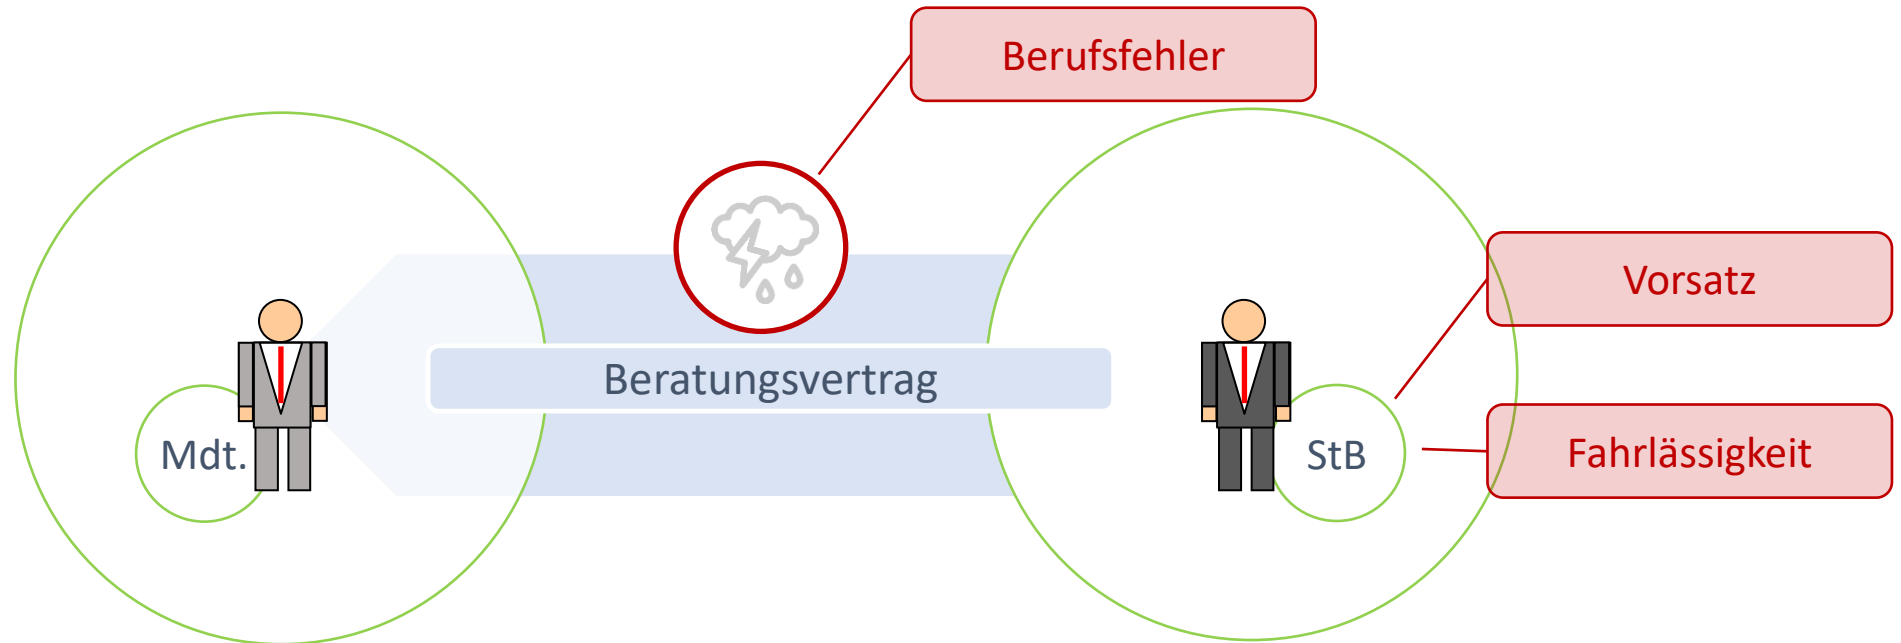 Berufsfehler
Vorsatz
Beratungsvertrag
Mdt.
StB
Fahrlässigkeit